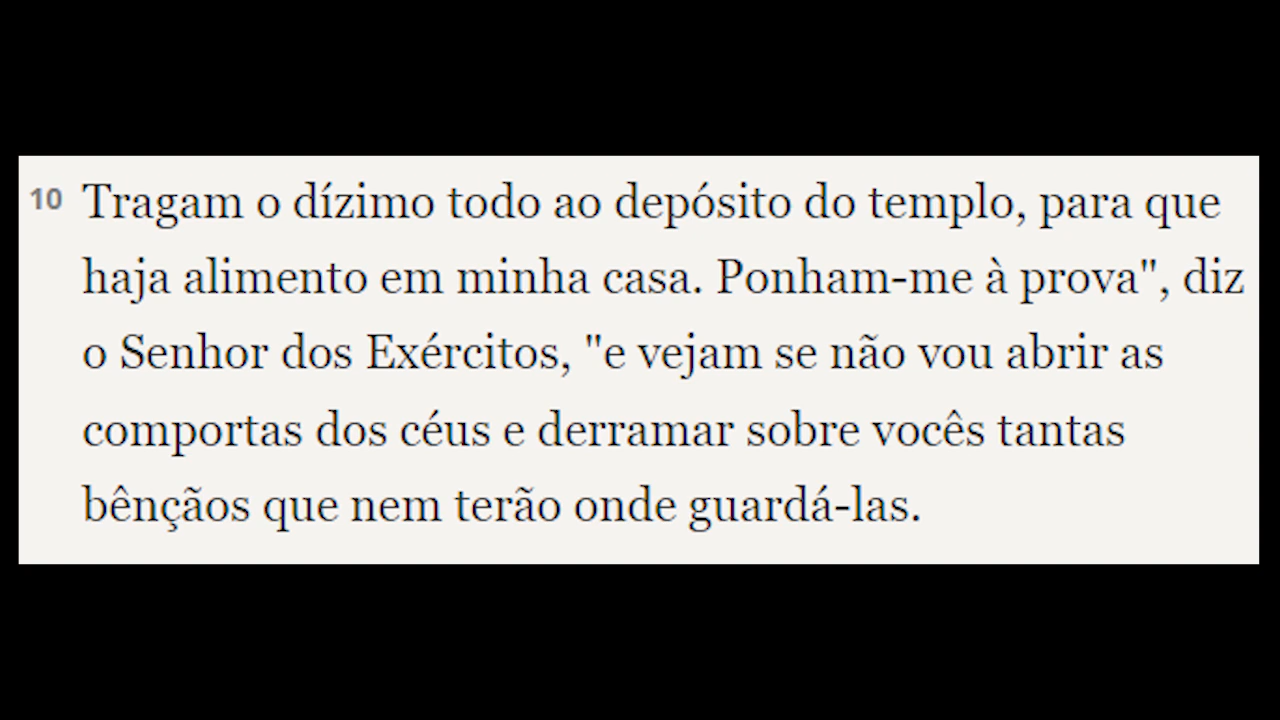 10 Tragam o dízimo todo ao depósito do templo, para que
haja alimento em minha casa. Ponham-me à prova", diz
o Senhor dos Exércitos, "e vejam se não vou abrir as
comportas dos céus e derramar sobre vocês tantas
bênçãos que nem terão onde guardá-las.